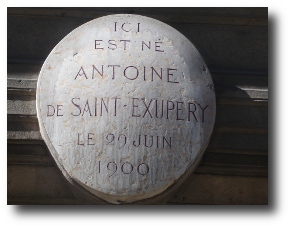 ICI
EST NÉ
ANTOINE
DE SAINT-EXUPERY
LE 29 JUIN
1900